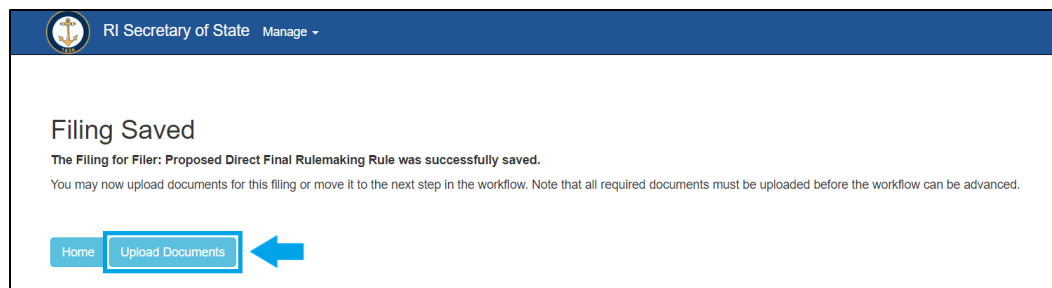 RI Secretary of State Manage
Filing Saved
The Filing for Filer: Proposed Direct Final Rulemaking Rule was successfully saved.
You may now upload documents for this filing or move it to the next step in the workflow. Note that all required documents must be uploaded before the workflow can be advanced.
Home Upload Documents